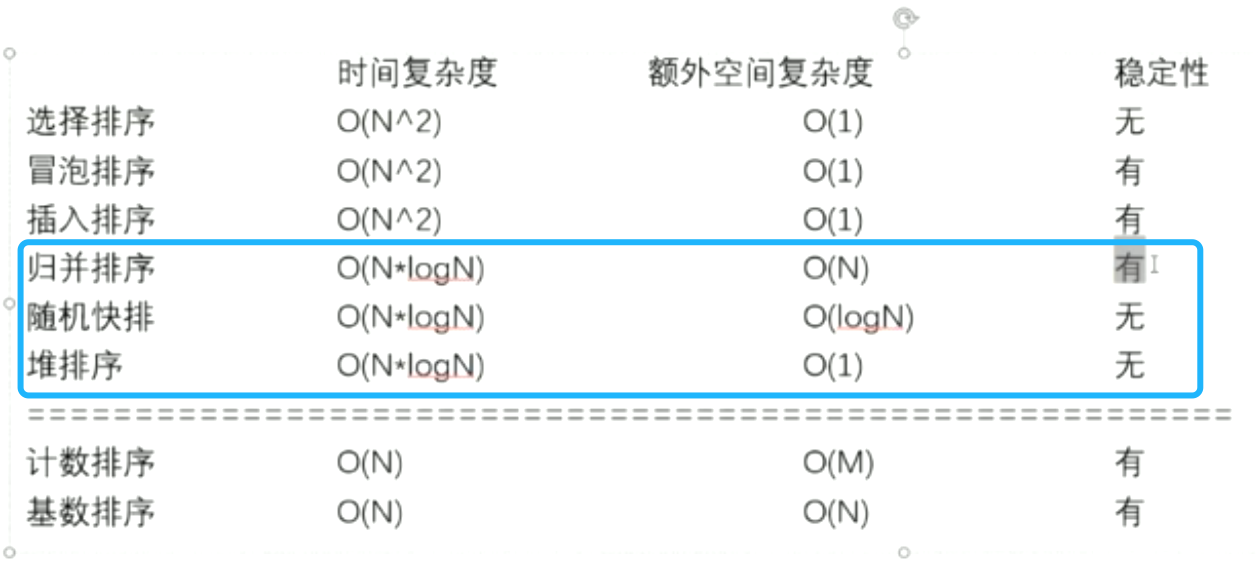 时间复杂度 额外空间复杂度 稳定性
选择排序 O(N^2) O(1) 无
冒泡排序 O(N^2) O(1) 有
插入排序 O(N^2) O(1) 有
归并排序 O(N*logN) O(N) 有
随机快排 O(N*logN) O(logN) 无
堆排序 O(N*logN) O(1) 无
==================================================================
计数排序 O(N) O(M) 有
基数排序 O(N) O(N) 有